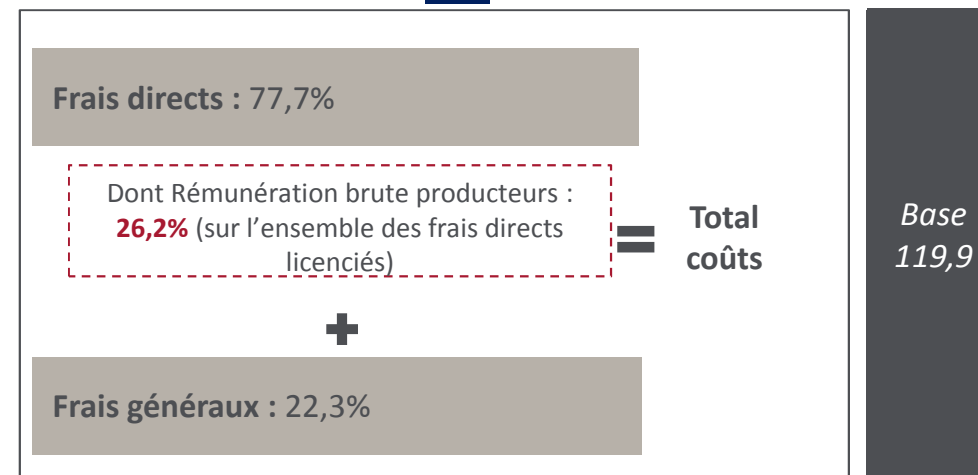 Frais directs : 77,7%
Dont Rémunération brute producteurs :
26,2% (sur l’ensemble des frais directs
licenciés)
+
Frais généraux : 22,3%
=
Total
coûts
Base
119,9